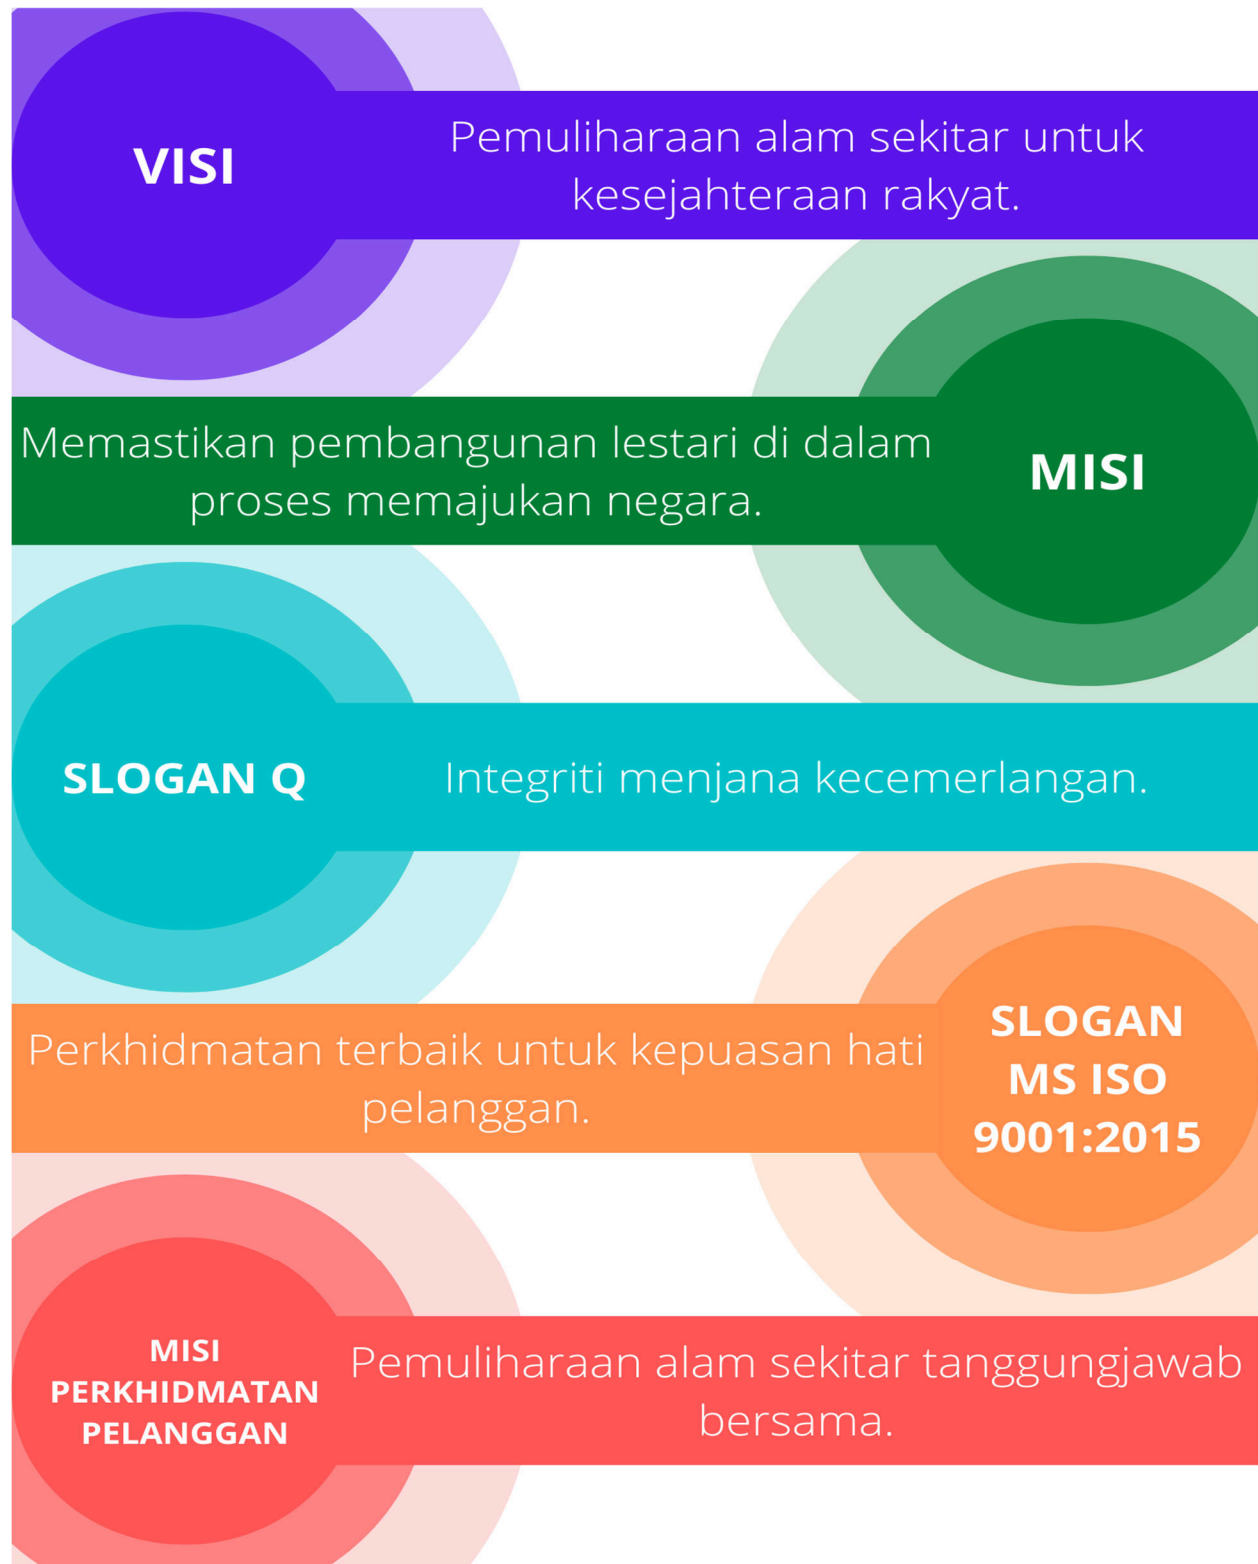 VISI
Pemuliharaan alam sekitar untuk
kesejahteraan rakyat.
Memastikan pembangunan lestari di dalam
proses memajukan negara.
MISI
SLOGAN Q
Integriti menjana kecemerlangan.
Perkhidmatan terbaik untuk kepuasan hati
pelanggan.
SLOGAN
MS ISO
9001:2015
MISI
PERKHIDMATAN
PELANGGAN
Pemuliharaan alam sekitar tanggungjawab
bersama.